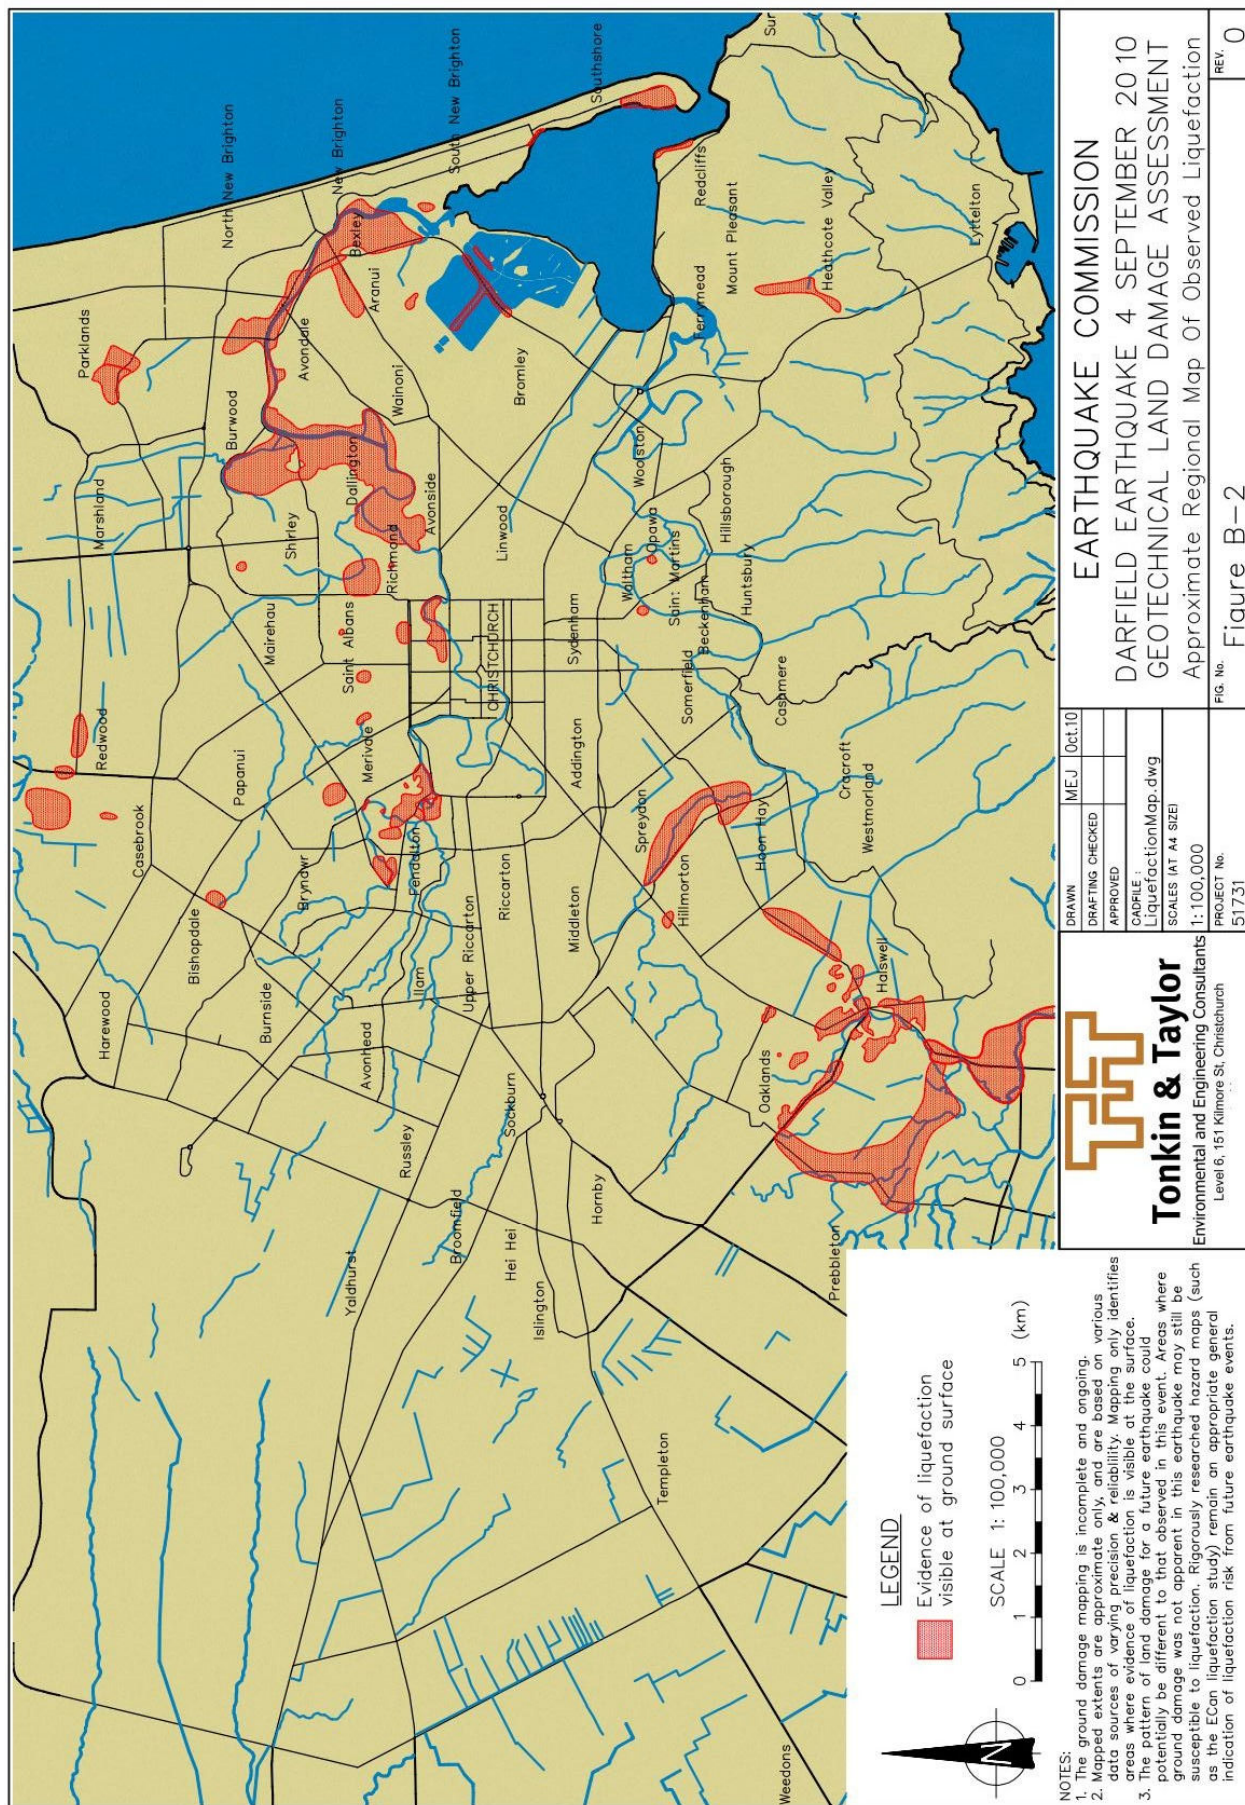 Parklands
Marshland
Redwood
Casebrook
Harewood
North New Brighton
Burwood
Shirley
Mairehau
Papanui
Bishopdale
New Brighton
Avondale
Bexley
Aranui
Wainoni
Dallington
Richmond
Saint Albans
Merivale
Bryndwr
Burnside
South New Brighton
Avonside
Fendalton
Ilam
Avonhead
Russley
Yaldhurst
Southshore
Bromley
Linwood
CHRISTCHURCH
Riccarton
Upper Riccarton
Sockburn
Broomfield
Hei Hei
Islington
Sydenham
Addington
Middleton
Hornby
Templeton
Weedons
Redcliffs
Mount Pleasant
Ferrymead
Heathcote Valley
Woolston
Opawa
Waltham
Saint Martins
Hillsborough
Beckenham
Huntsbury
Somerfield
Spreydon
Hillmorton
Hoon Hay
Cashmere
Cracroft
Westmorland
Halswell
Oaklands
Prebbleton
Lyttelton
Sur
LEGEND
Evidence of liquefaction
visible at ground surface
SCALE 1: 100,000
0 1 2 3 4 5 (km)
N
NOTES:
1. The ground damage mapping is incomplete and ongoing.
2. Mapped extents are approximate only, and are based on various
data sources of varying precision & reliability. Mapping only identifies
areas where evidence of liquefaction is visible at the surface.
3. The pattern of land damage for a future earthquake could
potentially be different to that observed in this event. Areas where
ground damage was not apparent in this earthquake may still be
susceptible to liquefaction. Rigorously researched hazard maps (such
as the ECan liquefaction study) remain an appropriate general
indication of liquefaction risk from future earthquake events.
Tonkin & Taylor
Environmental and Engineering Consultants
Level 6, 151 Kilmore St, Christchurch
DRAWN MEJ Oct.10
DRAFTING CHECKED
APPROVED
CADFILE :
LiquefactionMap.dwg
SCALES (AT A4 SIZE)
1: 100,000
PROJECT No.
51731
EARTHQUAKE COMMISSION
DARFIELD EARTHQUAKE 4 SEPTEMBER 2010
GEOTECHNICAL LAND DAMAGE ASSESSMENT
Approximate Regional Map Of Observed Liquefaction
FIG. No. Figure B-2
REV. 0